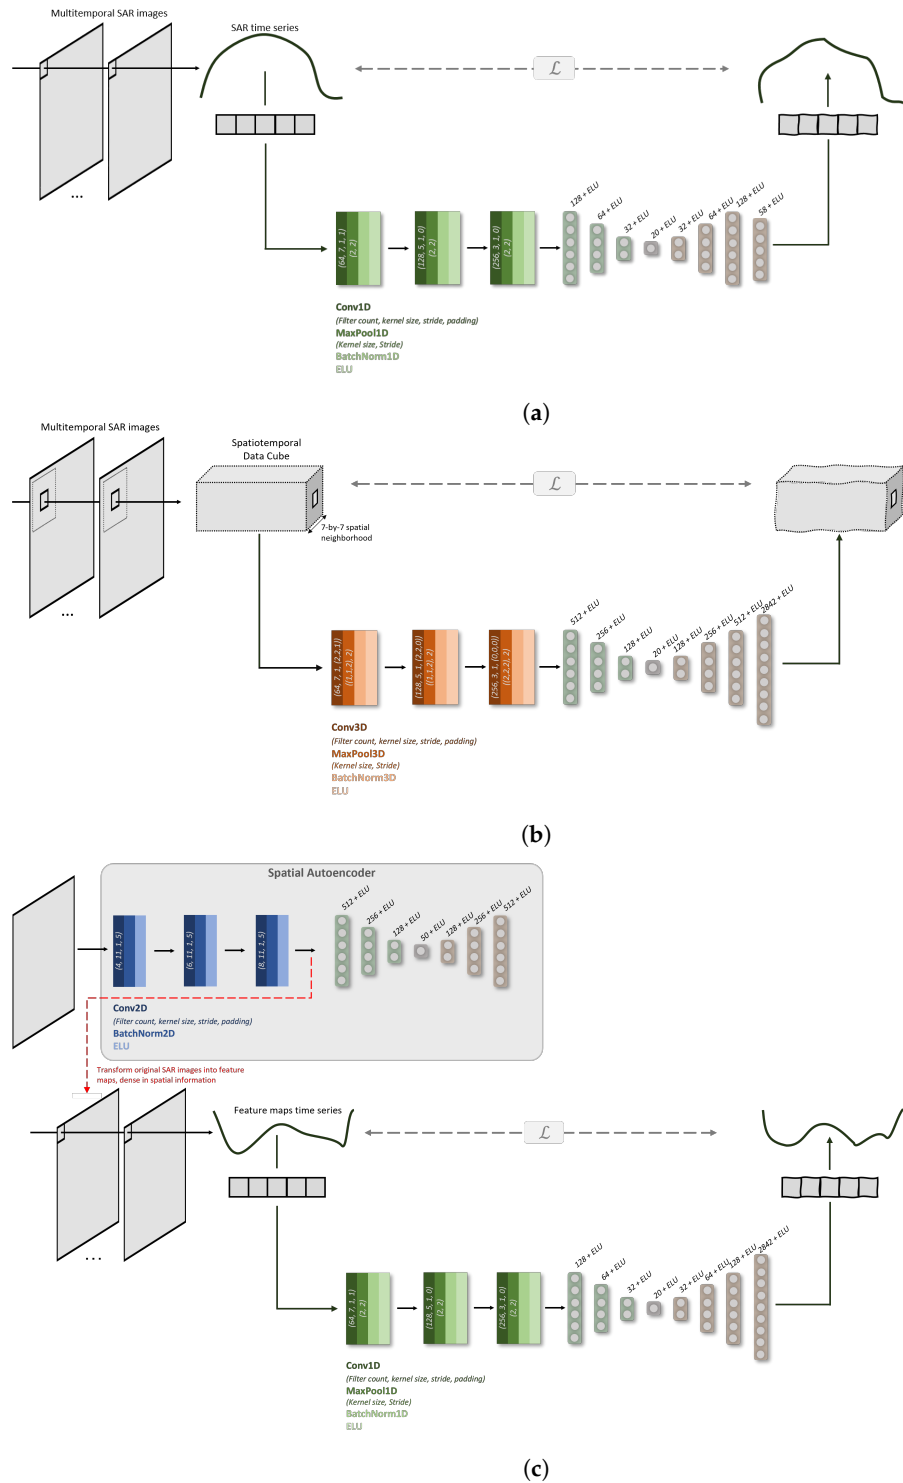 Multitemporal SAR images
SAR time series
ℒ
...
128 + ELU
64 + ELU
32 + ELU
20 + ELU
32 + ELU
64 + ELU
128 + ELU
58 + ELU
(64, 7, 1, 1)
(2, 2)
(128, 5, 1, 0)
(2, 2)
(256, 3, 1, 0)
(2, 2)
Conv1D
(Filter count, kernel size, stride, padding)
MaxPool1D
(Kernel size, Stride)
BatchNorm1D
ELU
(a)
Multitemporal SAR images
Spatiotemporal
Data Cube
ℒ
7-by-7 spatial
neighborhood
...
512 + ELU
256 + ELU
128 + ELU
20 + ELU
128 + ELU
256 + ELU
512 + ELU
2842 + ELU
(64, 7, 1, (2,2,1))
((1,1,2), 2)
(128, 5, 1, (2,2,0))
((1,1,2), 2)
(256, 3, 1, (0,0,0))
((2,2,2), 2)
Conv3D
(Filter count, kernel size, stride, padding)
MaxPool3D
(Kernel size, Stride)
BatchNorm3D
ELU
(b)
Spatial Autoencoder
512 + ELU
256 + ELU
128 + ELU
50 + ELU
128 + ELU
256 + ELU
512 + ELU
(4, 11, 1, 5)
(6, 11, 1, 5)
(8, 11, 1, 5)
Conv2D
(Filter count, kernel size, stride, padding)
BatchNorm2D
ELU
Transform original SAR images into feature
maps, dense in spatial information
Feature maps time series
ℒ
...
128 + ELU
64 + ELU
32 + ELU
20 + ELU
32 + ELU
64 + ELU
128 + ELU
2842 + ELU
(64, 7, 1, 1)
(2, 2)
(128, 5, 1, 0)
(2, 2)
(256, 3, 1, 0)
(2, 2)
Conv1D
(Filter count, kernel size, stride, padding)
MaxPool1D
(Kernel size, Stride)
BatchNorm1D
ELU
(c)